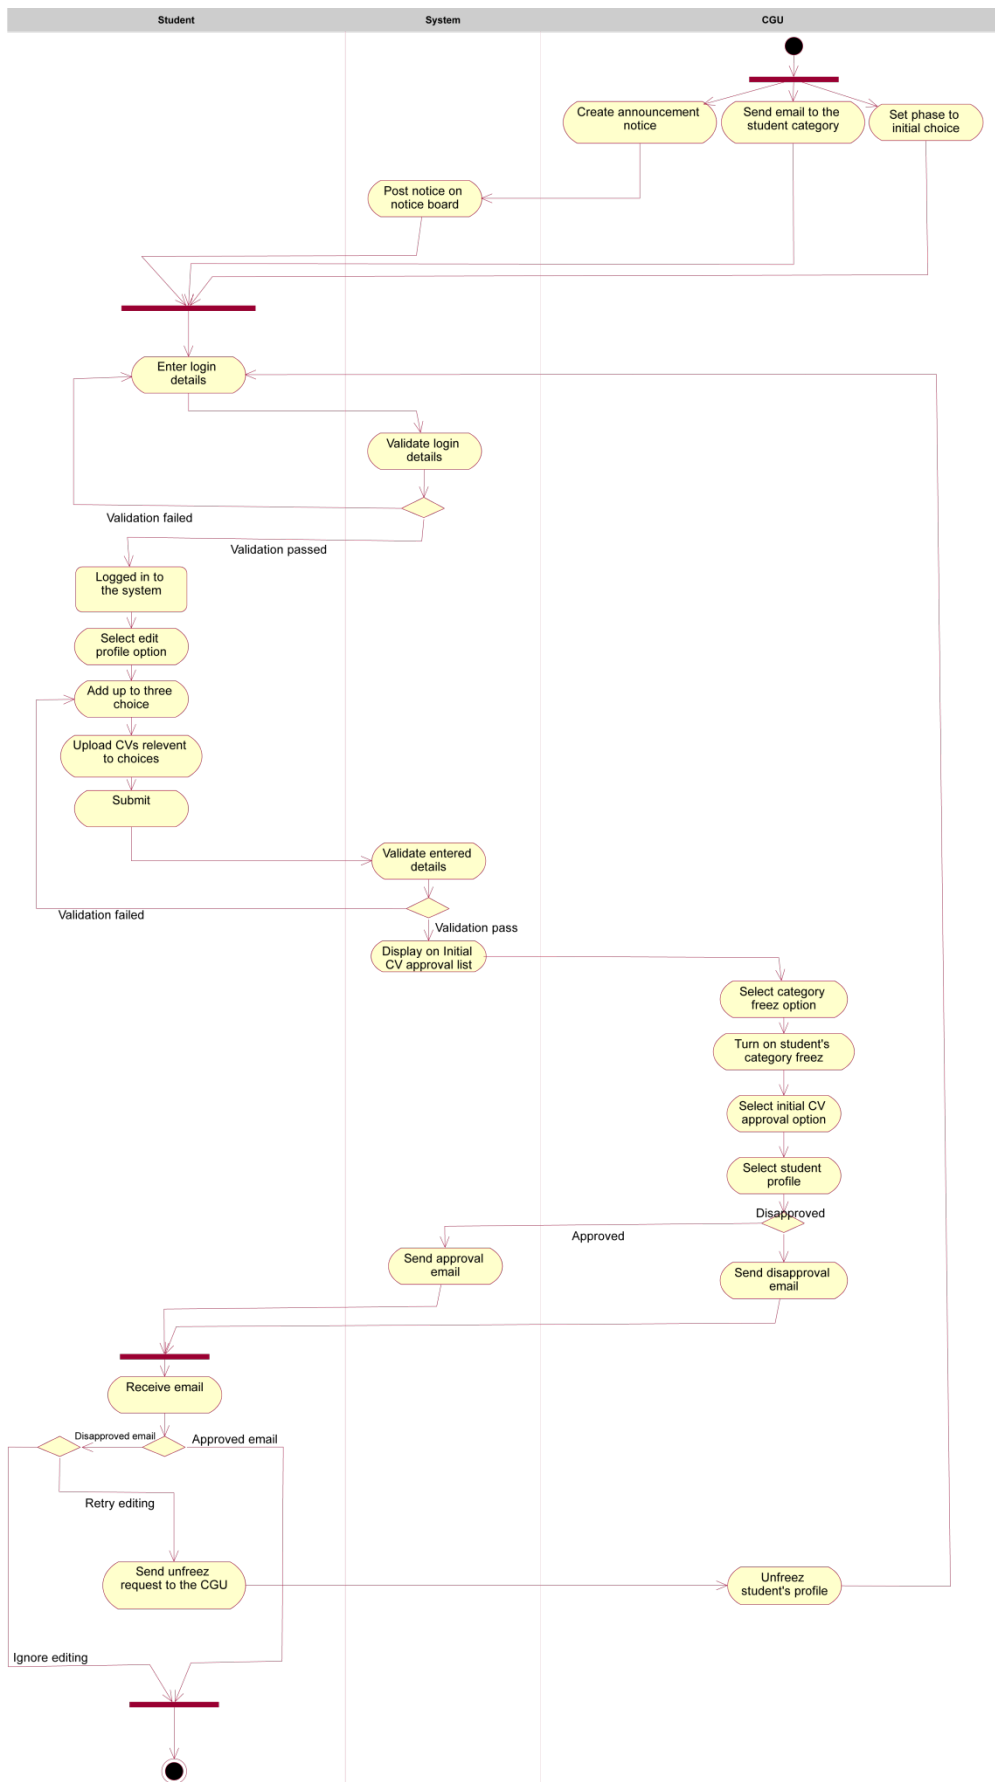 Student
System
CGU
Create announcement
notice
Send email to the
student category
Set phase to
initial choice
Post notice on
notice board
Enter login
details
Validate login
details
Validation failed
Validation passed
Logged in to
the system
Select edit
profile option
Add up to three
choice
Upload CVs relevent
to choices
Submit
Validate entered
details
Validation failed
Validation pass
Display on Initial
CV approval list
Select category
freez option
Turn on student's
category freez
Select initial CV
approval option
Select student
profile
Disapproved
Approved
Send approval
email
Send disapproval
email
Receive email
Disapproved email
Approved email
Retry editing
Send unfreez
request to the CGU
Unfreez
student's profile
Ignore editing